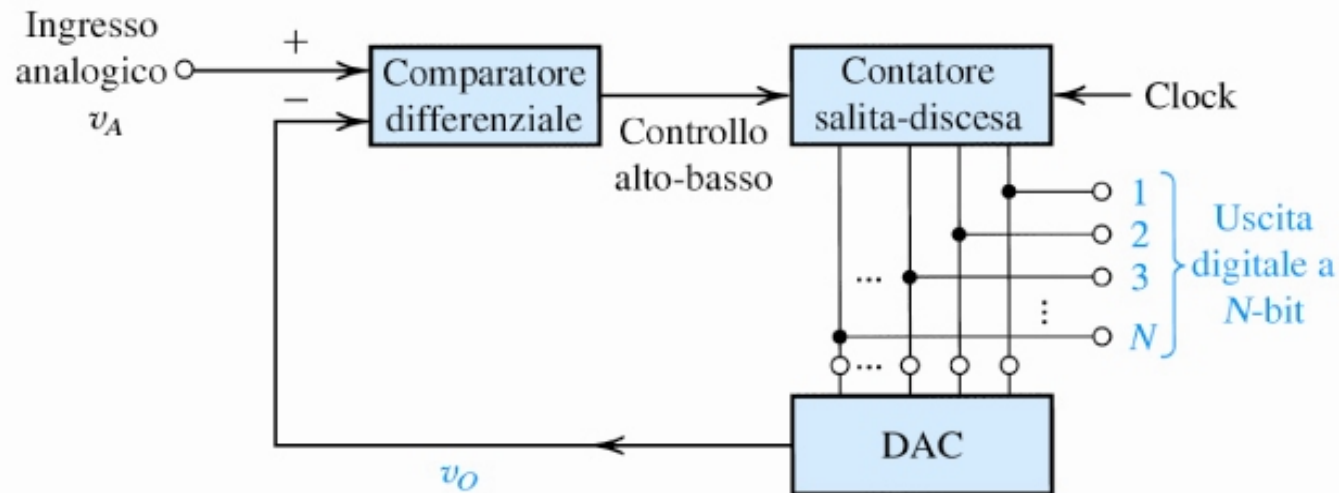 Ingresso
analogico
v_A
+
−
Comparatore
differenziale
Controllo
alto-basso
Contatore
salita-discesa
Clock
1
2
3
...
⋮
N
...
Uscita
digitale a
N-bit
DAC
v_O